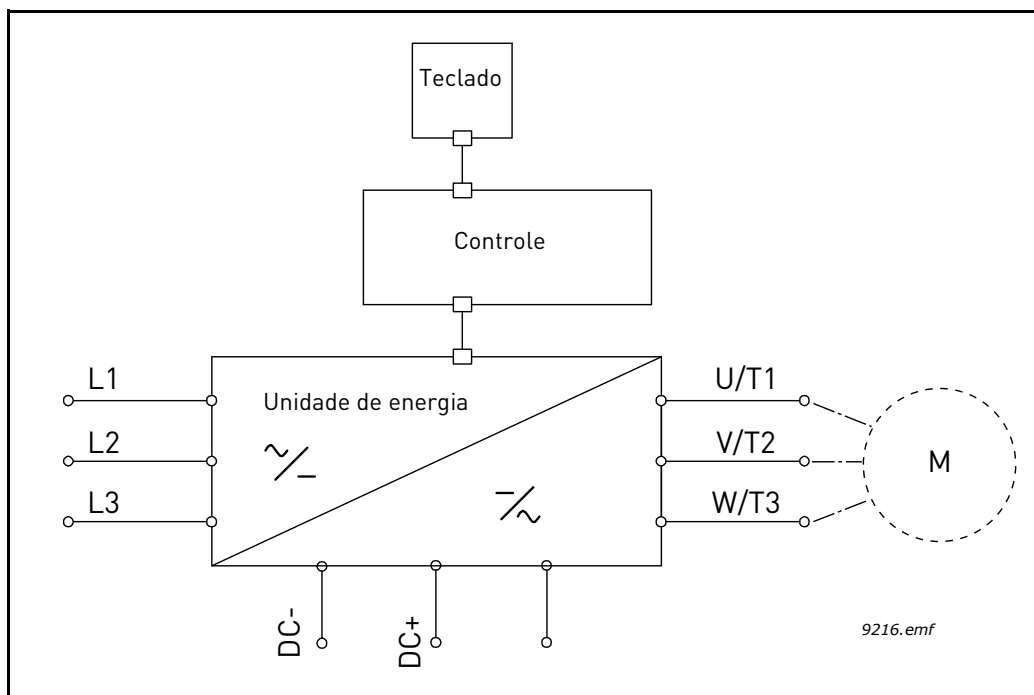 Teclado
Controle
L1
L2
L3
Unidade de energia
~/–
–/~
U/T1
V/T2
W/T3
M
DC-
DC+
9216.emf